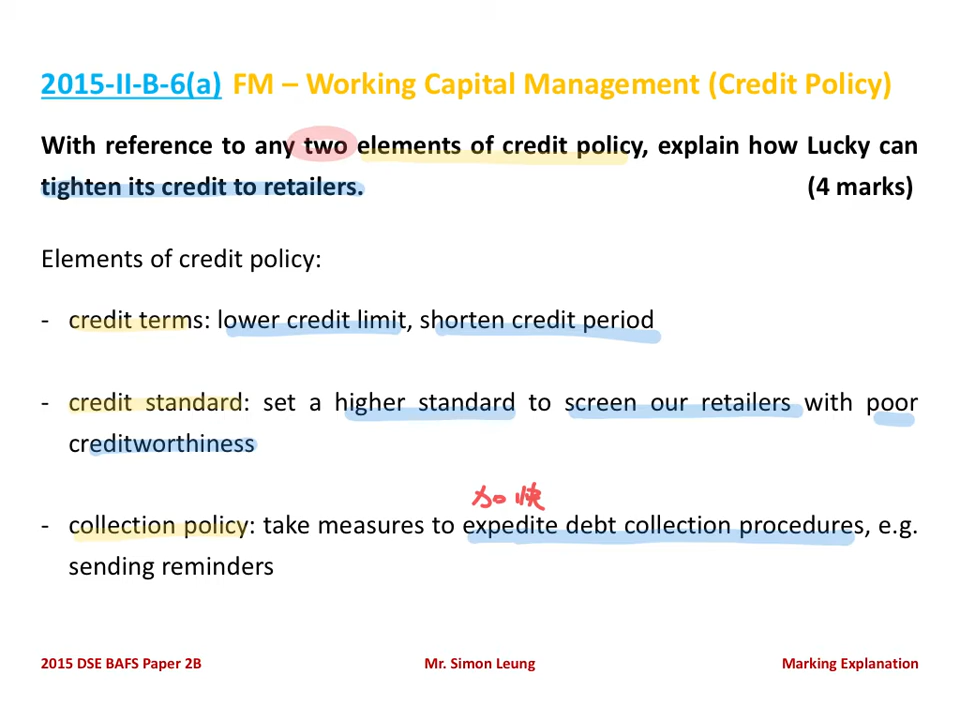 2015-II-B-6(a) FM – Working Capital Management (Credit Policy)
With reference to any two elements of credit policy, explain how Lucky can
tighten its credit to retailers. (4 marks)
Elements of credit policy:
- credit terms: lower credit limit, shorten credit period
- credit standard: set a higher standard to screen our retailers with poor
creditworthiness
加快
- collection policy: take measures to expedite debt collection procedures, e.g.
sending reminders
2015 DSE BAFS Paper 2B Mr. Simon Leung Marking Explanation